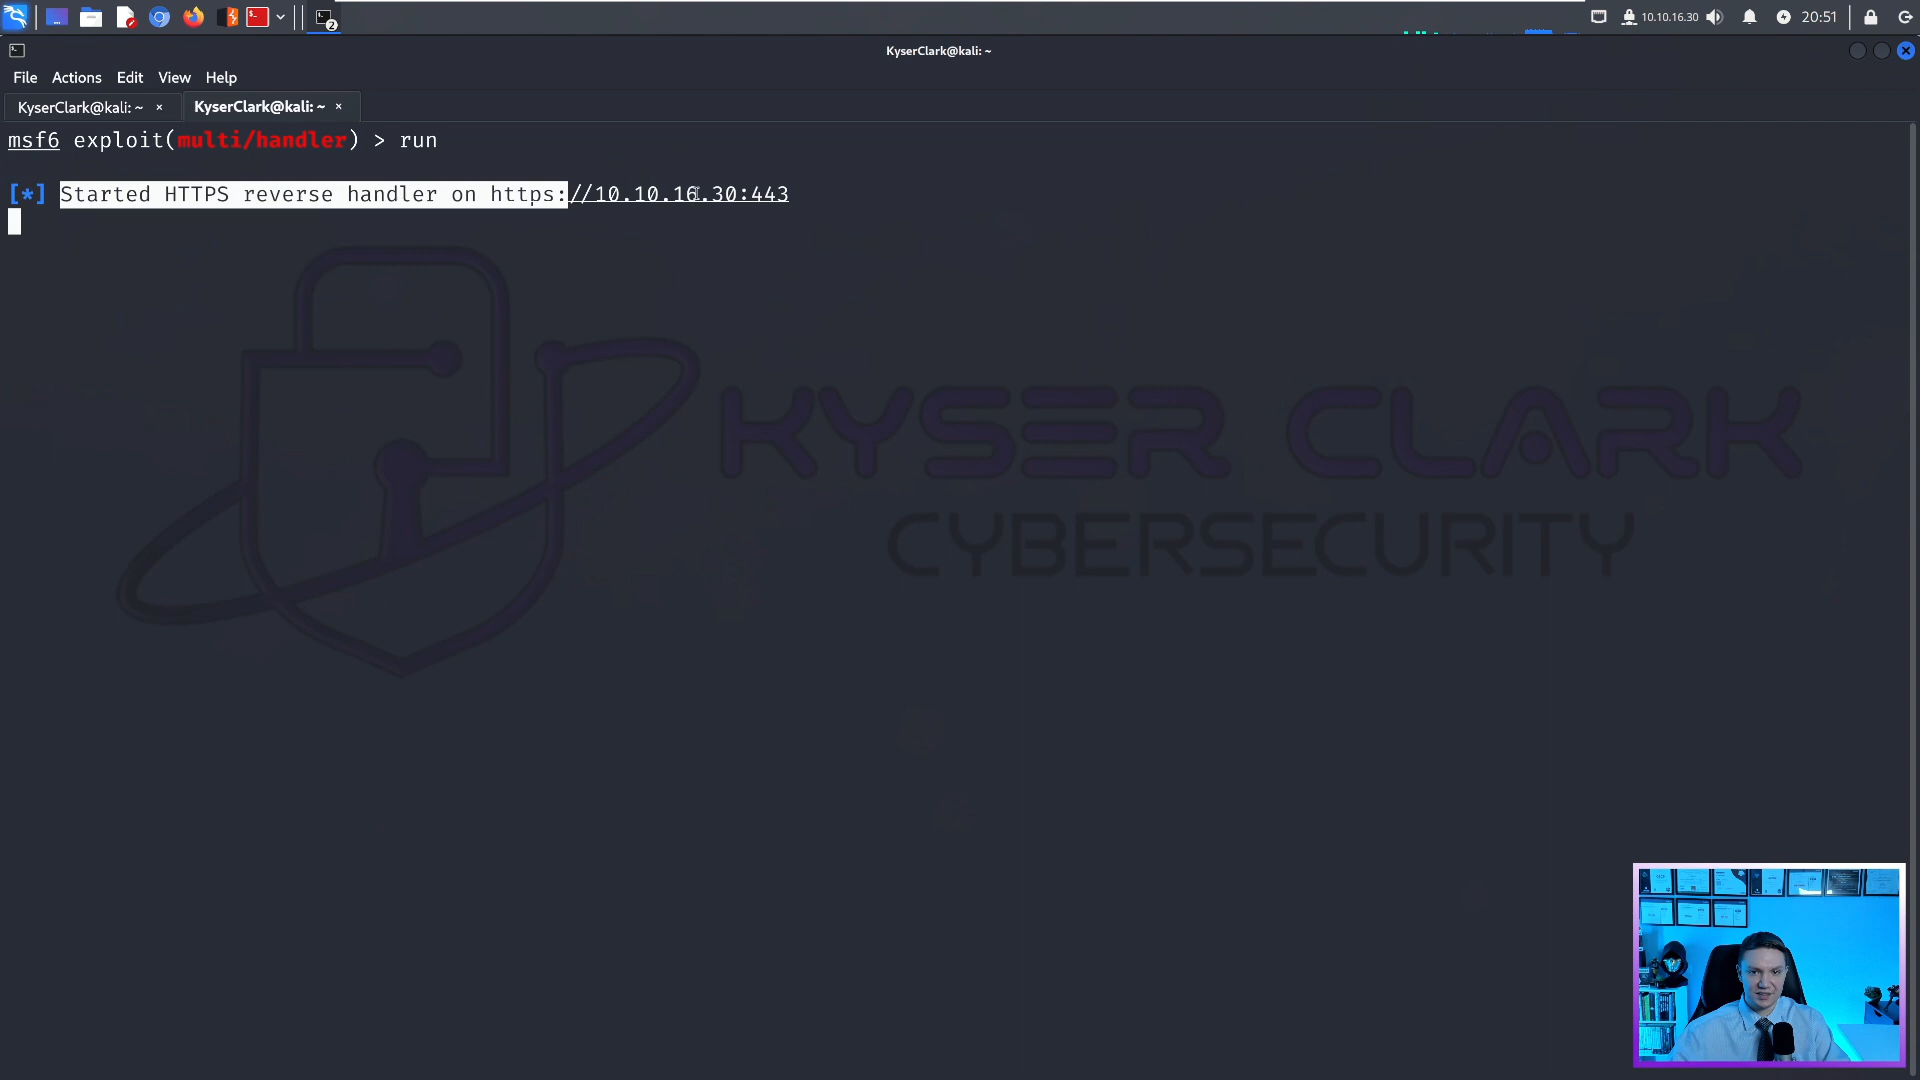 10.10.16.30
20:51
KyserClark@kali: ~
File Actions Edit View Help
KyserClark@kali: ~ ×
KyserClark@kali: ~ ×
msf6 exploit(multi/handler) > run
[*] Started HTTPS reverse handler on https://10.10.16.30:443
KYSER CLARK
CYBERSECURITY